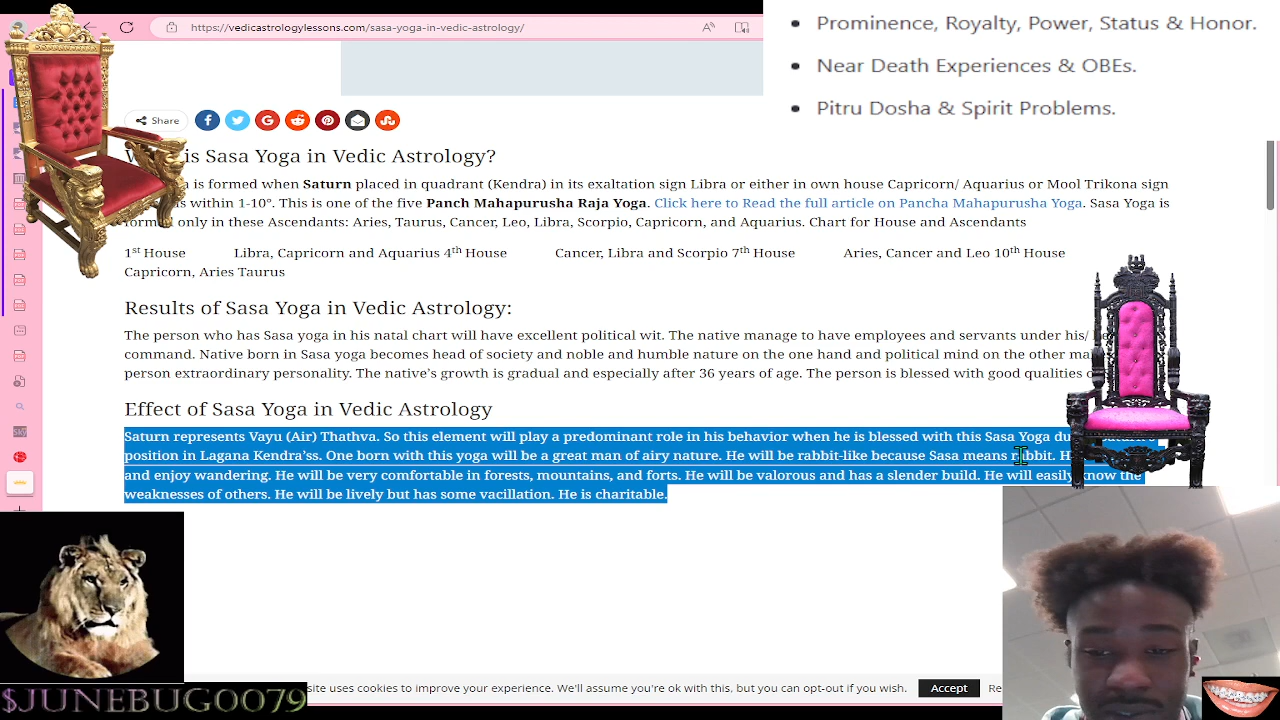 https://vedicastrologylessons.com/sasa-yoga-in-vedic-astrology/
Prominence, Royalty, Power, Status & Honor.
Near Death Experiences & OBEs.
Pitru Dosha & Spirit Problems.
Share
is Sasa Yoga in Vedic Astrology?
is formed when Saturn placed in quadrant (Kendra) in its exaltation sign Libra or either in own house Capricorn/ Aquarius or Mool Trikona sign
within 1-10°. This is one of the five Panch Mahapurusha Raja Yoga. Click here to Read the full article on Pancha Mahapurusha Yoga. Sasa Yoga is
only in these Ascendants: Aries, Taurus, Cancer, Leo, Libra, Scorpio, Capricorn, and Aquarius. Chart for House and Ascendants
1st House Libra, Capricorn and Aquarius 4th House Cancer, Libra and Scorpio 7th House Aries, Cancer and Leo 10th House
Capricorn, Aries Taurus
Results of Sasa Yoga in Vedic Astrology:
The person who has Sasa yoga in his natal chart will have excellent political wit. The native manage to have employees and servants under his/
command. Native born in Sasa yoga becomes head of society and noble and humble nature on the one hand and political mind on the other
person extraordinary personality. The native's growth is gradual and especially after 36 years of age. The person is blessed with good qualities
Effect of Sasa Yoga in Vedic Astrology
Saturn represents Vayu (Air) Thathva. So this element will play a predominant role in his behavior when he is blessed with this Sasa Yoga
position in Lagana Kendra'ss. One born with this yoga will be a great man of airy nature. He will be rabbit-like because Sasa means rabbit.
and enjoy wandering. He will be very comfortable in forests, mountains, and forts. He will be valorous and has a slender build. He will easily know the
weaknesses of others. He will be lively but has some vacillation. He is charitable.
site uses cookies to improve your experience. We'll assume you're ok with this, but you can opt-out if you wish. Accept
$JUNEBUG0079